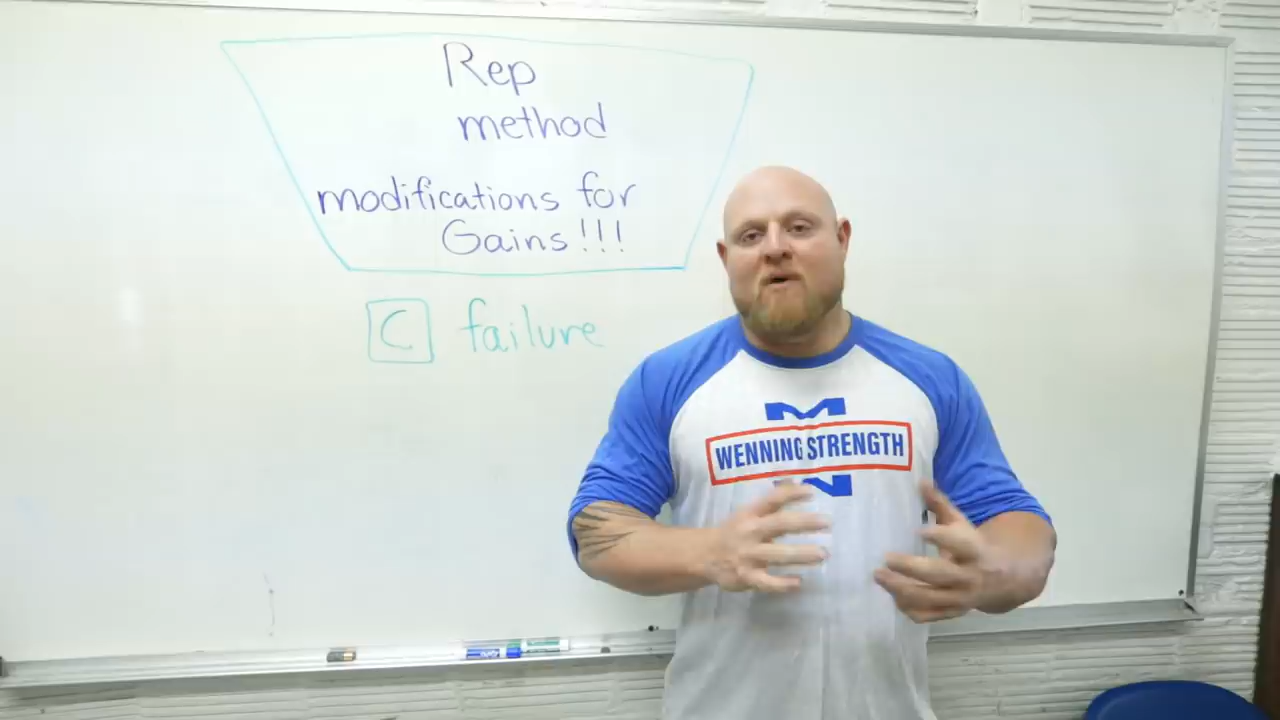 Rep
method
modifications for
Gains!!!
C failure
WENNING STRENGTH